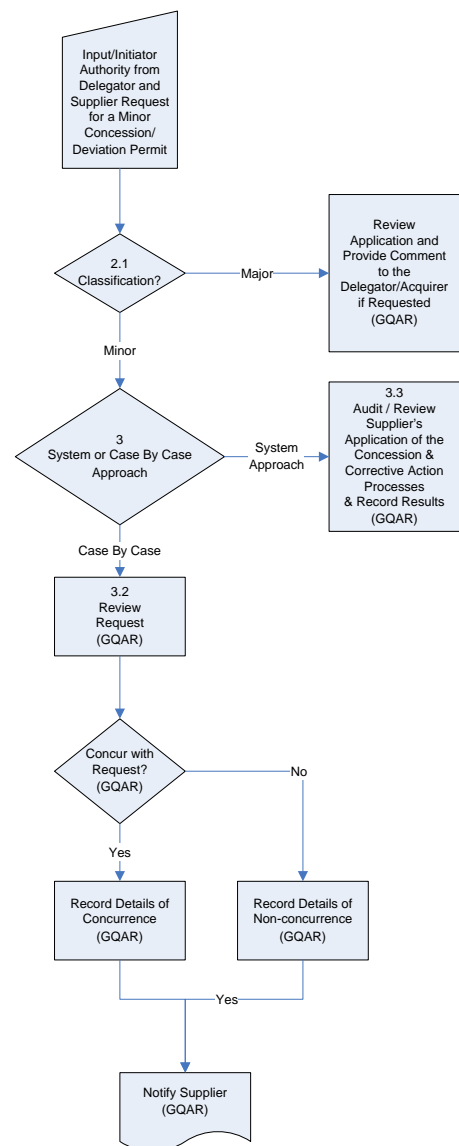 Input/Initiator
Authority from
Delegator and
Supplier Request
for a Minor
Concession/
Deviation Permit
2.1
Classification?
Major
Review
Application and
Provide Comment
to the
Delegator/Acquirer
if Requested
(GQAR)
Minor
3
System or Case By Case
Approach
System
Approach
3.3
Audit / Review
Supplier's
Application of the
Concession &
Corrective Action
Processes
& Record Results
(GQAR)
Case By Case
3.2
Review
Request
(GQAR)
Concur with
Request?
(GQAR)
No
Yes
Record Details of
Concurrence
(GQAR)
Record Details of
Non-concurrence
(GQAR)
Yes
Notify Supplier
(GQAR)